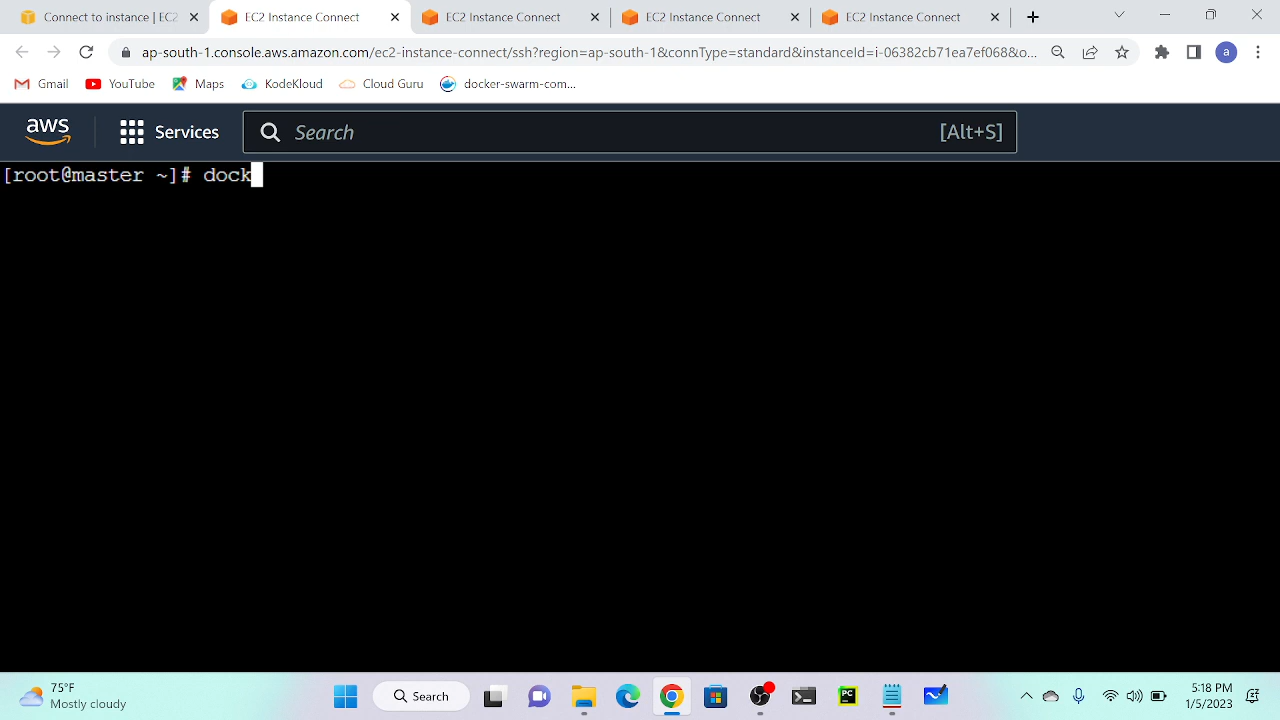 Connect to instance | EC2
EC2 Instance Connect
EC2 Instance Connect
EC2 Instance Connect
EC2 Instance Connect
ap-south-1.console.aws.amazon.com/ec2-instance-connect/ssh?region=ap-south-1&connType=standard&instanceId=i-06382cb71ea7ef068&o...
a
Gmail
YouTube
Maps
KodeKloud
Cloud Guru
docker-swarm-com...
aws
Services
Search
[Alt+S]
[root@master ~]# dock
75°F
Mostly cloudy
Search
PC
5:18 PM
1/5/2023